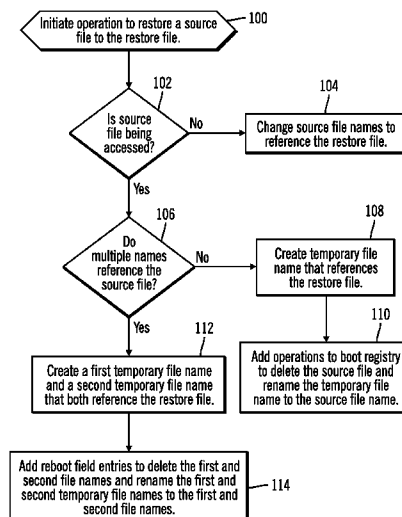 Initiate operation to restore a source
file to the restore file.
100
102
Is source
file being
accessed?
No
104
Change source file names to
reference the restore file.
Yes
106
Do
multiple names
reference the
source file?
No
108
Create temporary file
name that references
the restore file.
110
Add operations to boot registry
to delete the source file and
rename the temporary file
name to the source file name.
Yes
112
Create a first temporary file name
and a second temporary file name
that both reference the restore file.
Add reboot field entries to delete the first and
second file names and rename the first and
second temporary file names to the first and
second file names.
114